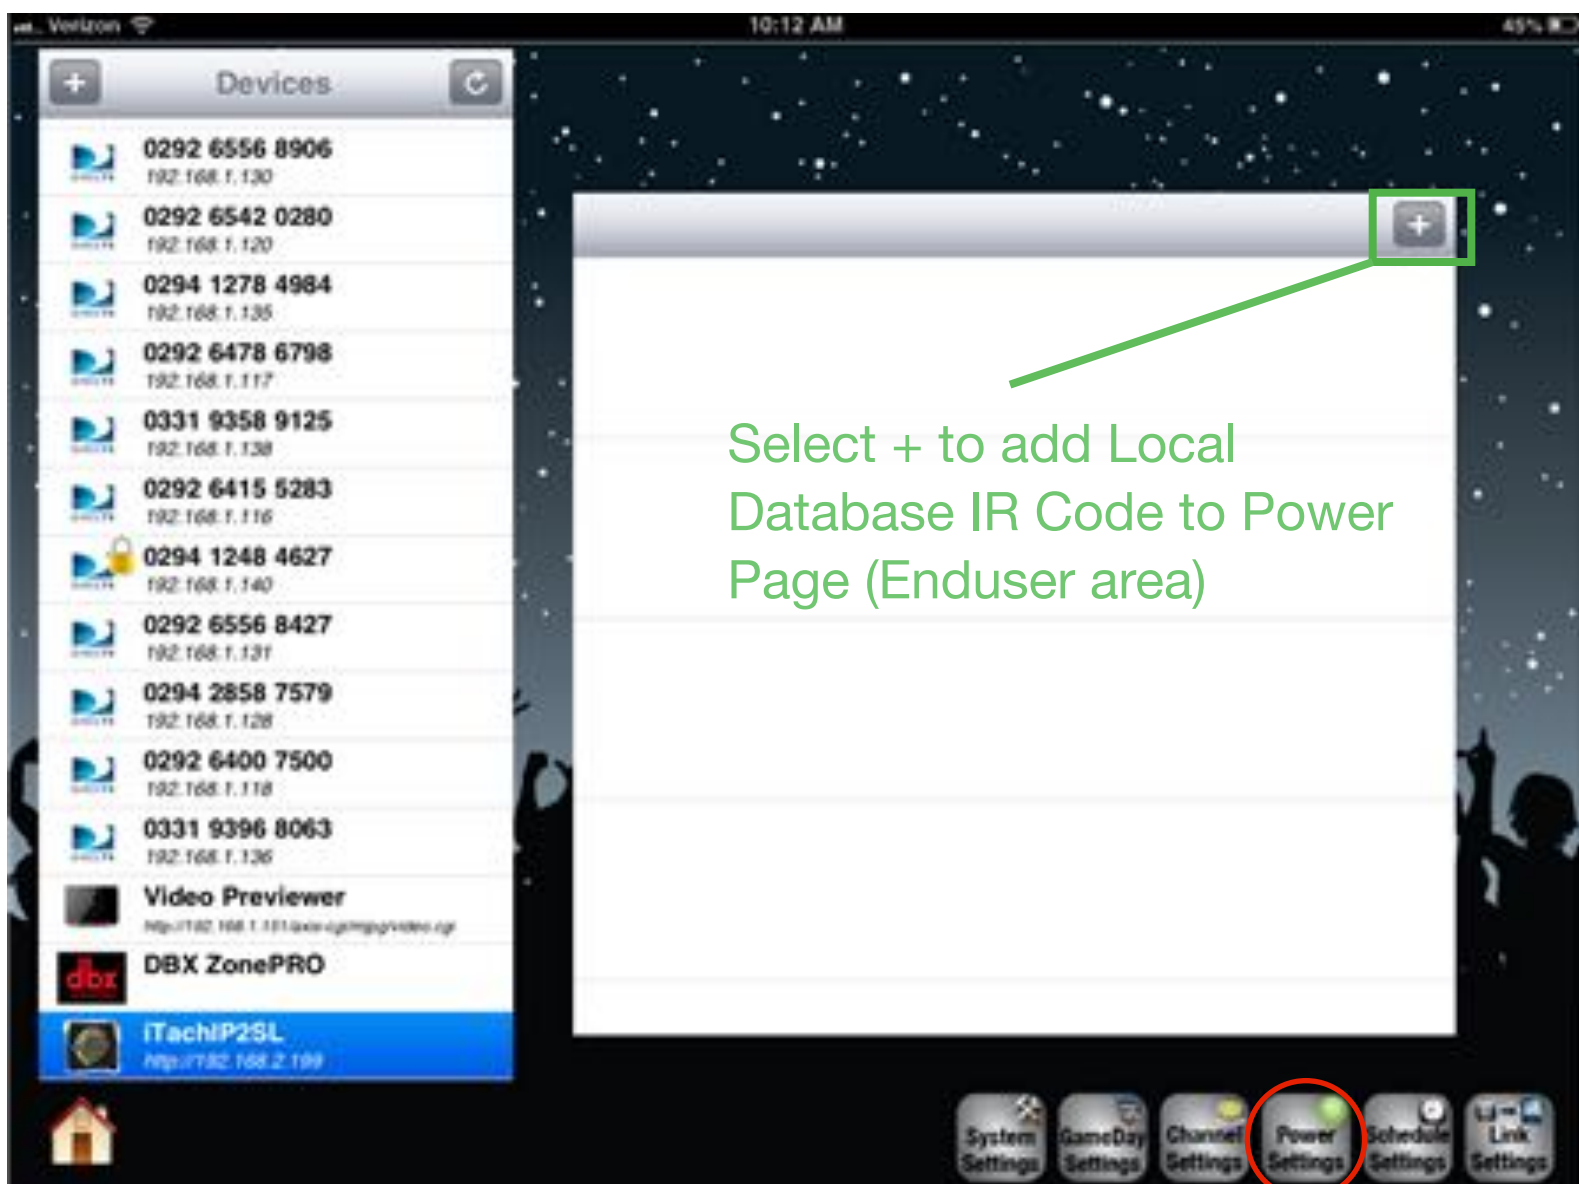 Verizon
10:12 AM
45%
+
Devices
0292 6556 8906
192.168.1.130
0292 6542 0280
192.168.1.120
0294 1278 4984
192.168.1.135
0292 6478 6798
192.168.1.117
0331 9358 9125
192.168.1.138
0292 6415 5283
192.168.1.116
0294 1248 4627
192.168.1.140
0292 6556 8427
192.168.1.131
0294 2858 7579
192.168.1.128
0292 6400 7500
192.168.1.118
0331 9396 8063
192.168.1.136
Video Previewer
DBX ZonePRO
dbx
iTachIP2SL
http://192.168.2.199
+
Select + to add Local
Database IR Code to Power
Page (Enduser area)
System
Settings
GameDay
Settings
Channel
Settings
Power
Settings
Schedule
Settings
Link
Settings